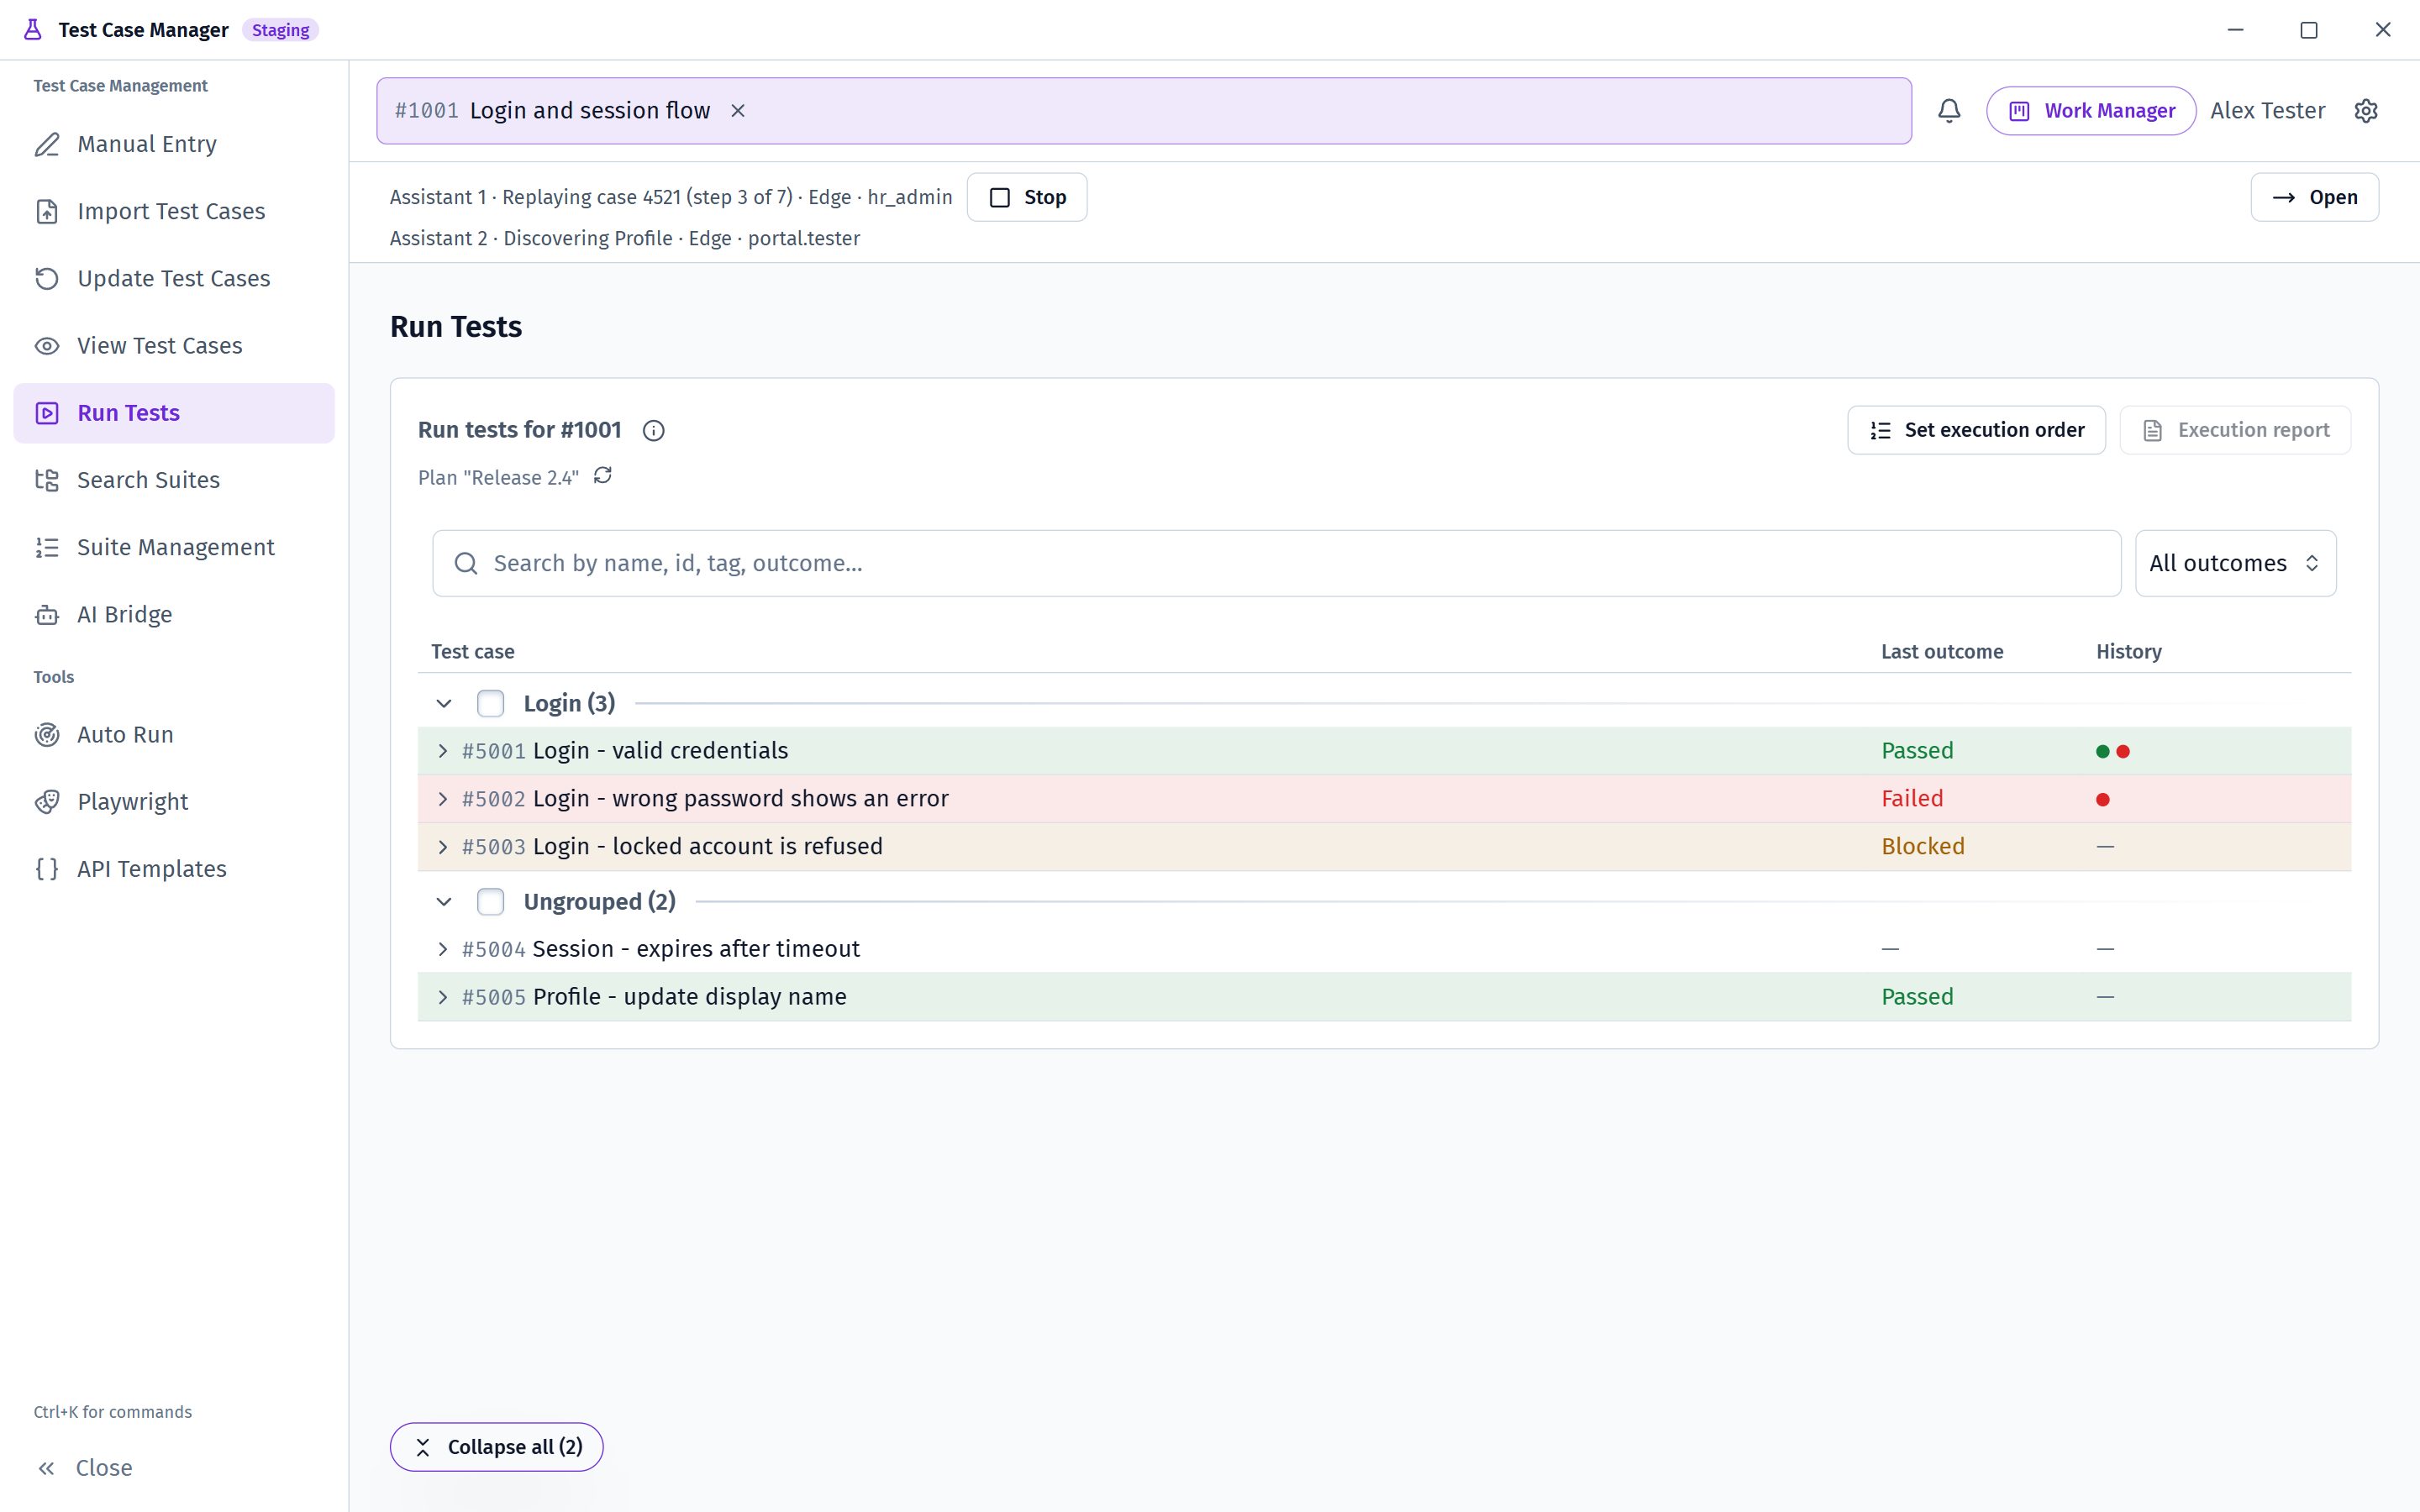 Test Case Manager Staging
Test Case Management
Manual Entry
Import Test Cases
Update Test Cases
View Test Cases
Run Tests
Search Suites
Suite Management
AI Bridge
Tools
Auto Run
Playwright
API Templates
Ctrl+K for commands
Close
#1001 Login and session flow
Work Manager Alex Tester
Assistant 1 · Replaying case 4521 (step 3 of 7) · Edge · hr_admin Stop Open
Assistant 2 · Discovering Profile · Edge · portal.tester
Run Tests
Run tests for #1001 Set execution order Execution report
Plan "Release 2.4"
Search by name, id, tag, outcome... All outcomes
Test case Last outcome History
Login (3)
#5001 Login - valid credentials Passed
#5002 Login - wrong password shows an error Failed
#5003 Login - locked account is refused Blocked —
Ungrouped (2)
#5004 Session - expires after timeout — —
#5005 Profile - update display name Passed —
Collapse all (2)